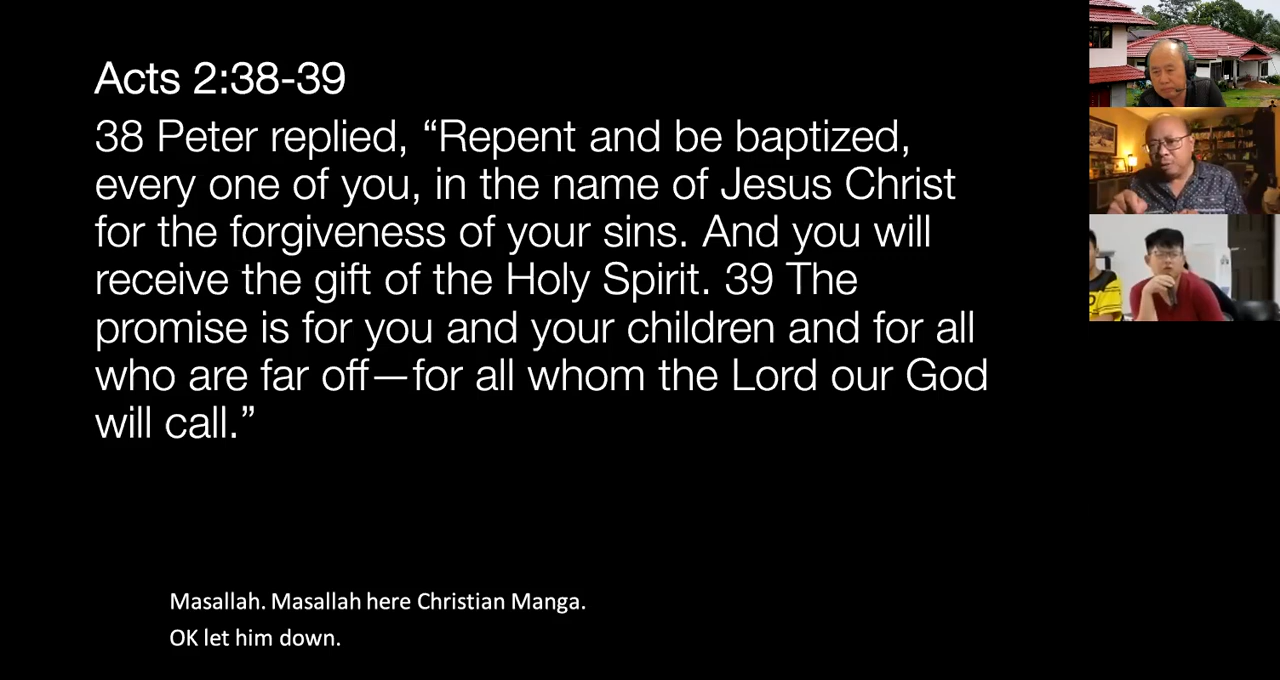 Acts 2:38-39
38 Peter replied, “Repent and be baptized,
every one of you, in the name of Jesus Christ
for the forgiveness of your sins. And you will
receive the gift of the Holy Spirit. 39 The
promise is for you and your children and for all
who are far off—for all whom the Lord our God
will call.”
Masallah. Masallah here Christian Manga.
OK let him down.